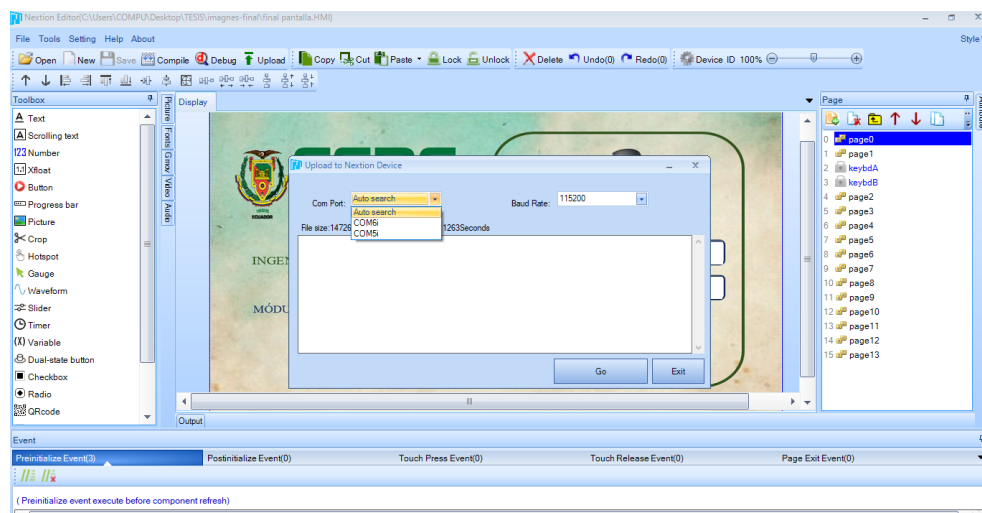 Nextion Editor(C:\Users\COMPU\Desktop\TESIS\imagnes-final\final pantalla.HMI)
File Tools Setting Help About
Style
Open New Save Compile Debug Upload Copy Cut Paste Lock Unlock Delete Undo(0) Redo(0) Device ID 100%
Toolbox
Display
Page
Attribute
Picture
Fonts
Gmov
Video
Audio
Text
Scrolling text
Number
Xfloat
Button
Progress bar
Picture
Crop
Hotspot
Gauge
Waveform
Slider
Timer
Variable
Dual-state button
Checkbox
Radio
QRcode
ECUADOR
INGEN
MÓDU
Upload to Nextion Device
Com Port: Auto search
Baud Rate: 115200
Auto search
COM6i
COM5i
File size:14726
1263Seconds
Go Exit
0 page0
1 page1
2 keybdA
3 keybdB
4 page2
5 page3
6 page4
7 page5
8 page6
9 page7
10 page8
11 page9
12 page10
13 page11
14 page12
15 page13
Output
Event
Preinitialize Event(3) Postinitialize Event(0) Touch Press Event(0) Touch Release Event(0) Page Exit Event(0)
( Preinitialize event execute before component refresh)